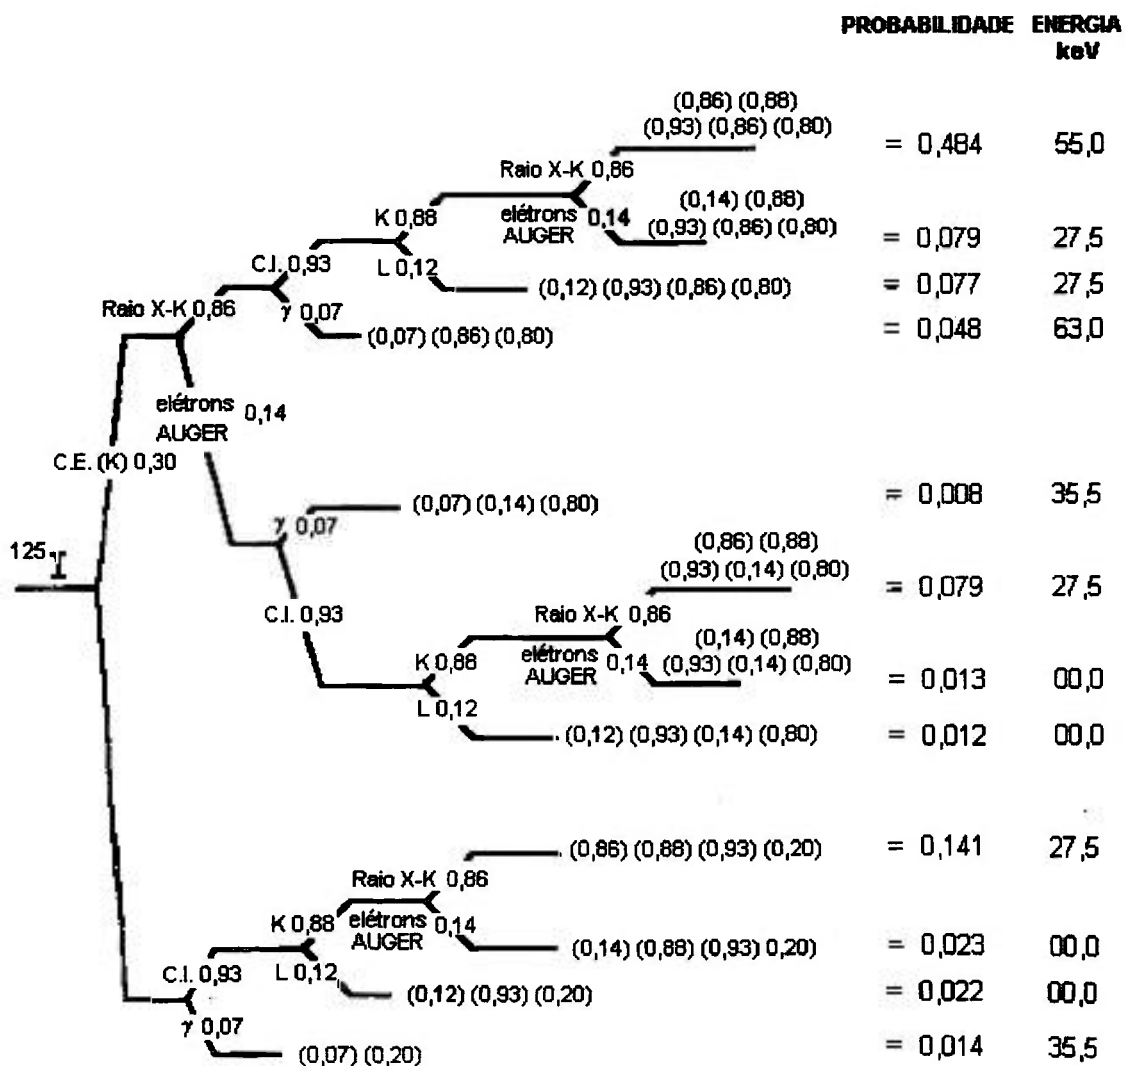 PROBABILIDADE ENERGIA
keV
(0,86) (0,88)
(0,93) (0,86) (0,80) = 0,484 55,0
Raio X-K 0,86
(0,14) (0,88)
K 0,88 elétrons 0,14 (0,93) (0,86) (0,80) = 0,079 27,5
AUGER
C.I. 0,93 L 0,12
(0,12) (0,93) (0,86) (0,80) = 0,077 27,5
Raio X-K 0,86 γ 0,07
(0,07) (0,86) (0,80) = 0,048 63,0
elétrons 0,14
AUGER
C.E. (K) 0,30
(0,07) (0,14) (0,80) = 0,008 35,5
γ 0,07
125 I
(0,86) (0,88)
(0,93) (0,14) (0,80) = 0,079 27,5
C.I. 0,93 Raio X-K 0,86
(0,14) (0,88)
K 0,88 elétrons 0,14 (0,93) (0,14) (0,80) = 0,013 00,0
AUGER
L 0,12
(0,12) (0,93) (0,14) (0,80) = 0,012 00,0
(0,86) (0,88) (0,93) (0,20) = 0,141 27,5
Raio X-K 0,86
K 0,88 elétrons 0,14
AUGER
(0,14) (0,88) (0,93) 0,20) = 0,023 00,0
C.I. 0,93 L 0,12
(0,12) (0,93) (0,20) = 0,022 00,0
γ 0,07
(0,07) (0,20) = 0,014 35,5